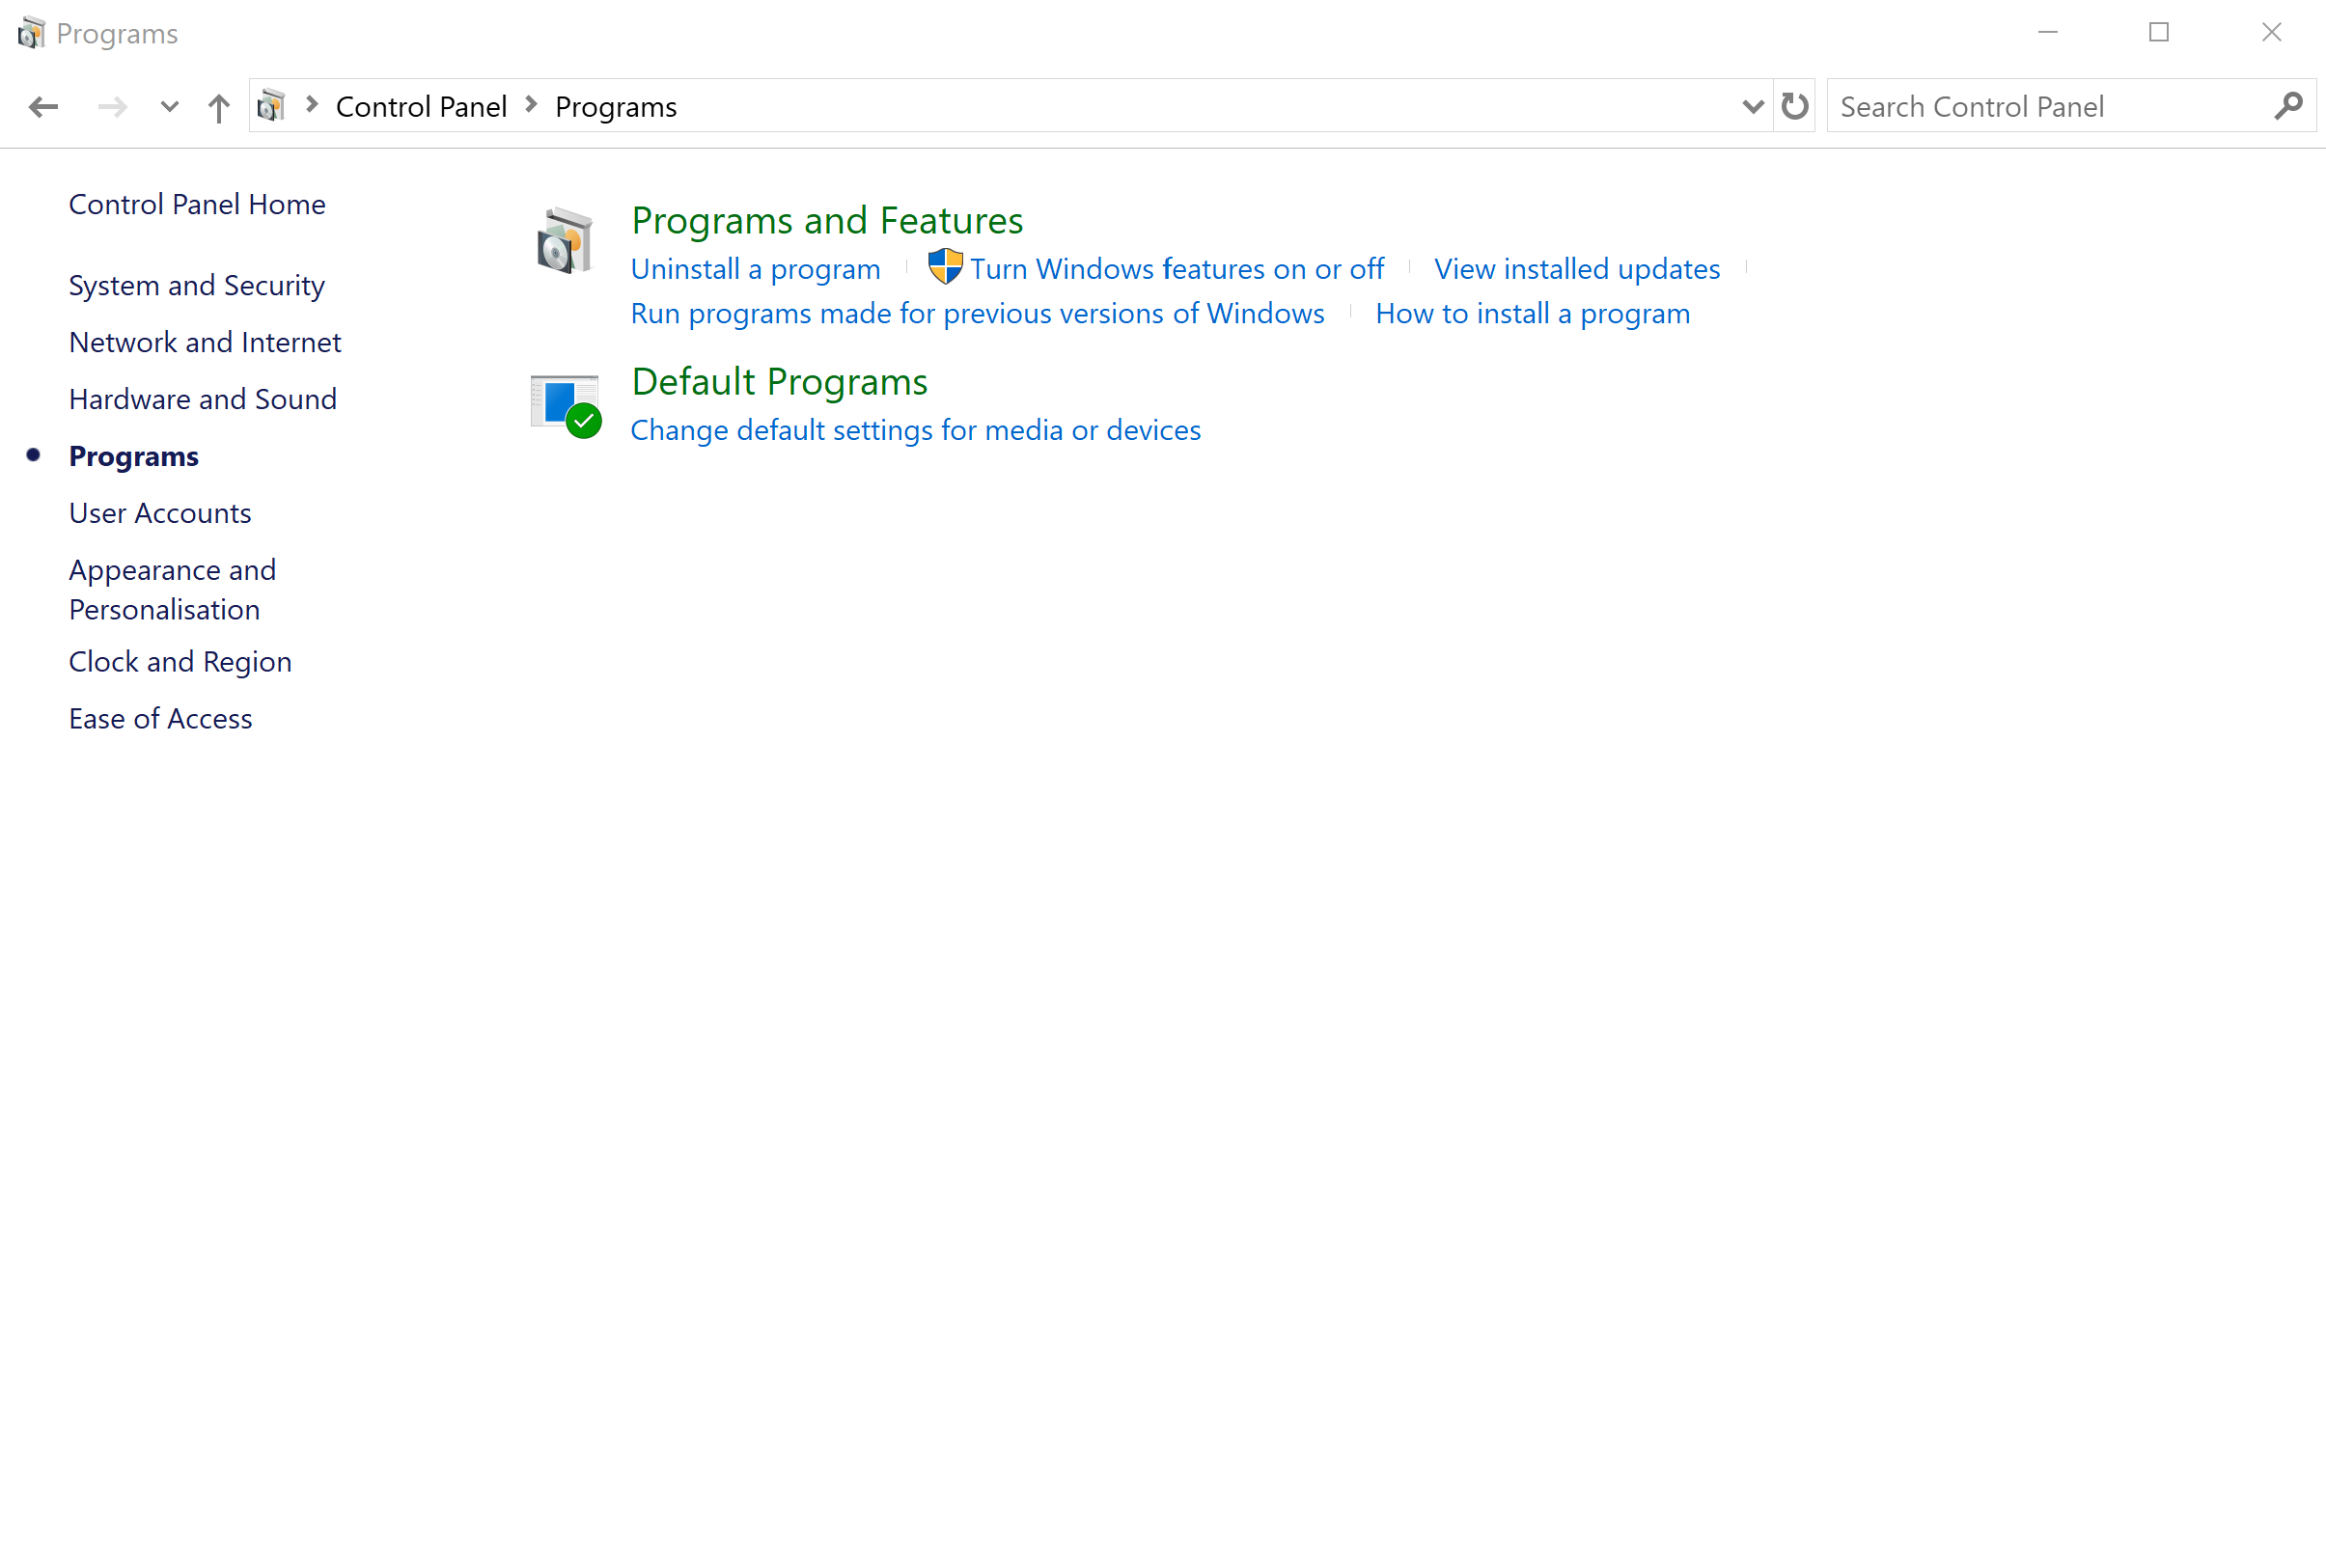 Programs
Control Panel Programs
Search Control Panel
Control Panel Home
System and Security
Network and Internet
Hardware and Sound
Programs
User Accounts
Appearance and
Personalisation
Clock and Region
Ease of Access
Programs and Features
Uninstall a program Turn Windows features on or off View installed updates
Run programs made for previous versions of Windows How to install a program
Default Programs
Change default settings for media or devices